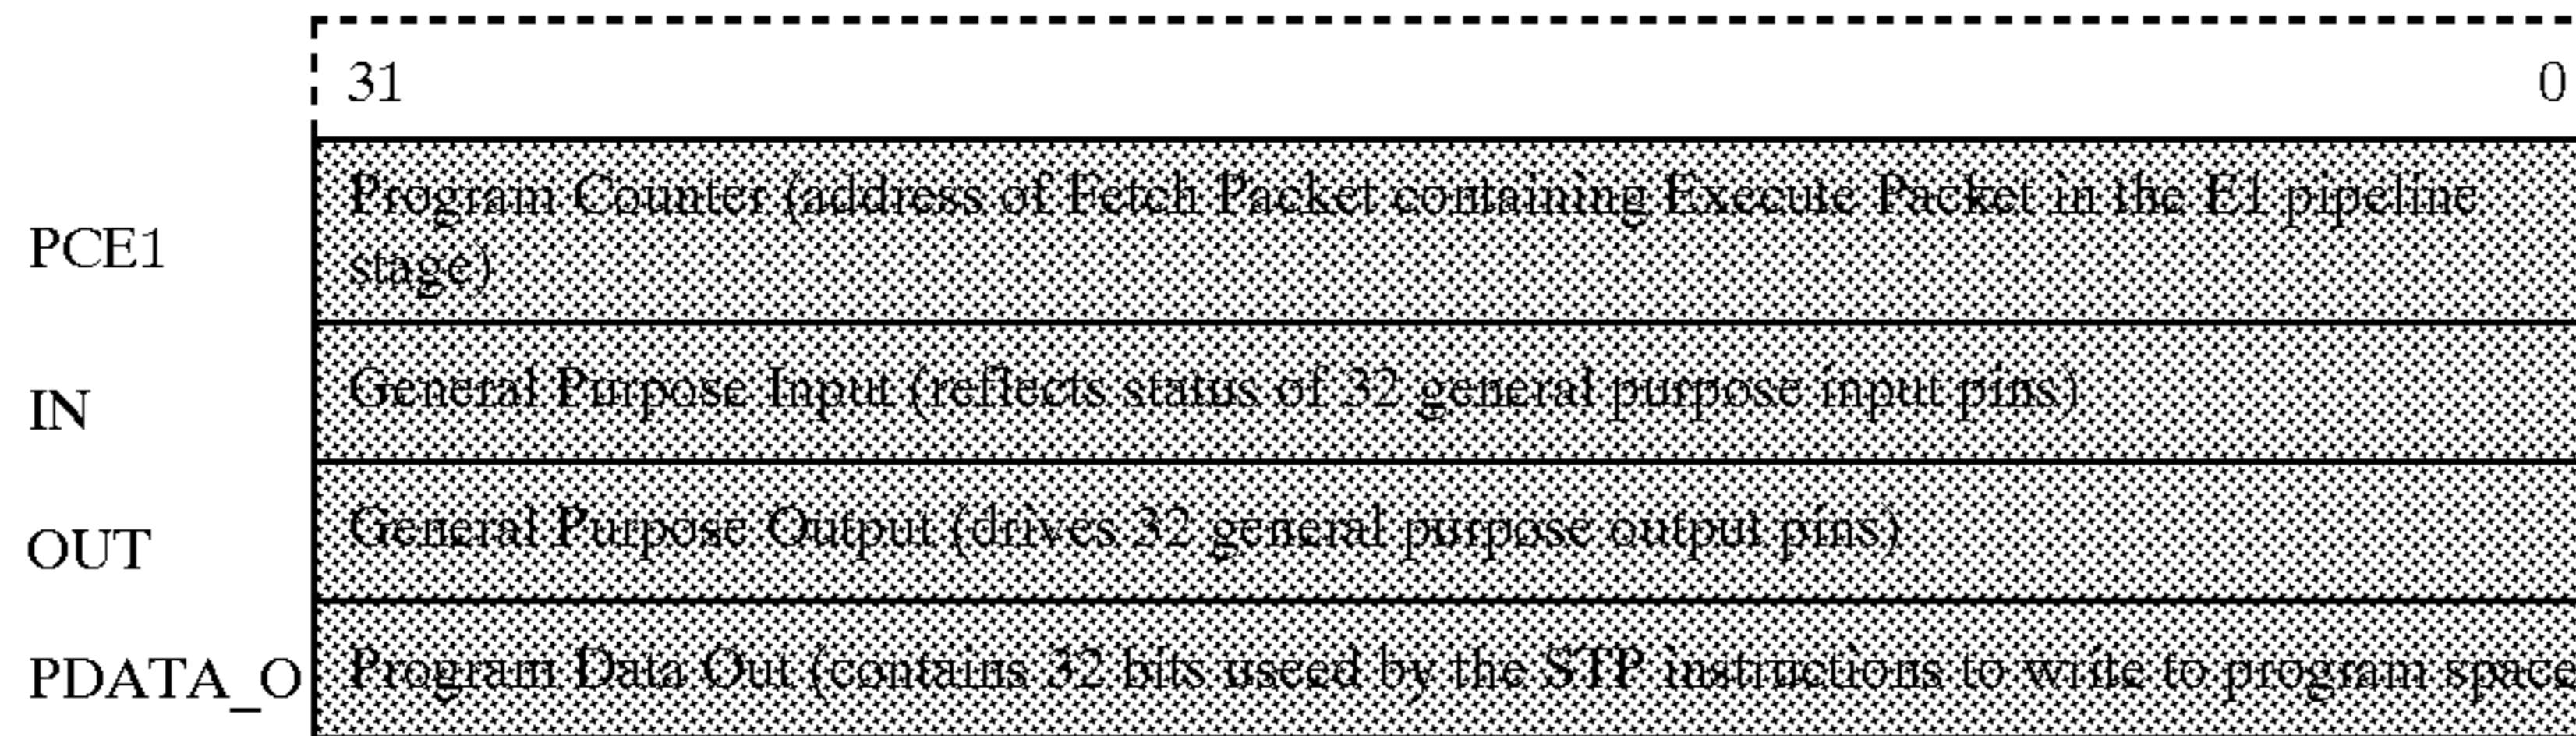 31 0
PCE1 Program Counter (address of Fetch Packet containing Execute Packet in the E1 pipeline
stage)
IN General Purpose Input (reflects status of 32 general purpose input pins)
OUT General Purpose Output (drives 32 general purpose output pins)
PDATA_O Program Data Out (contains 32 bits useed by the STP instructions to write to program space